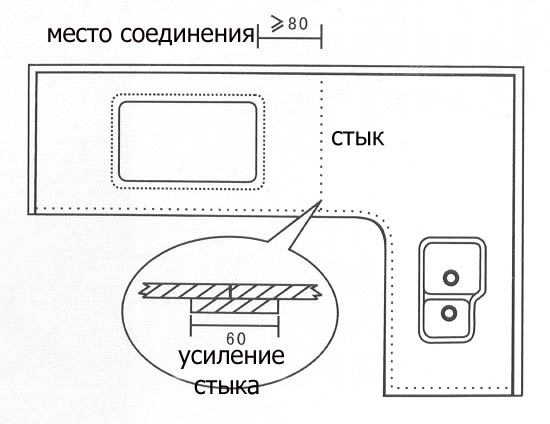 ≥80
место соединения
стык
60
усиление
стыка